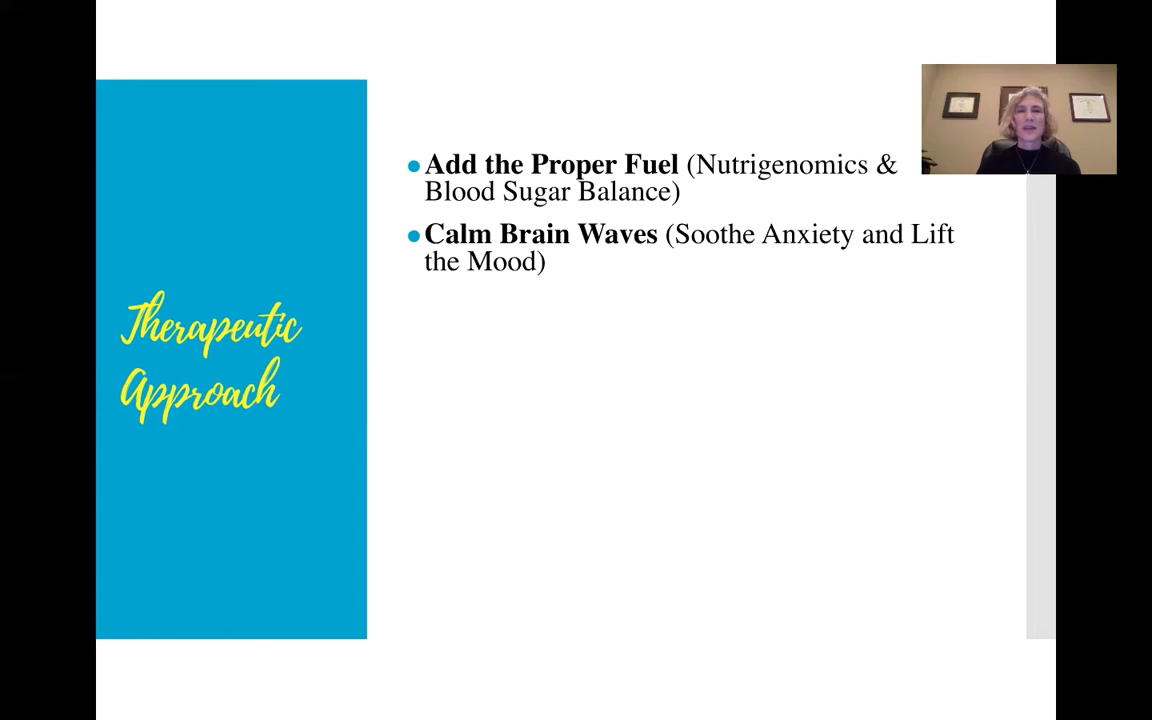 Therapeutic
Approach
●Add the Proper Fuel (Nutrigenomics &
Blood Sugar Balance)
●Calm Brain Waves (Soothe Anxiety and Lift
the Mood)